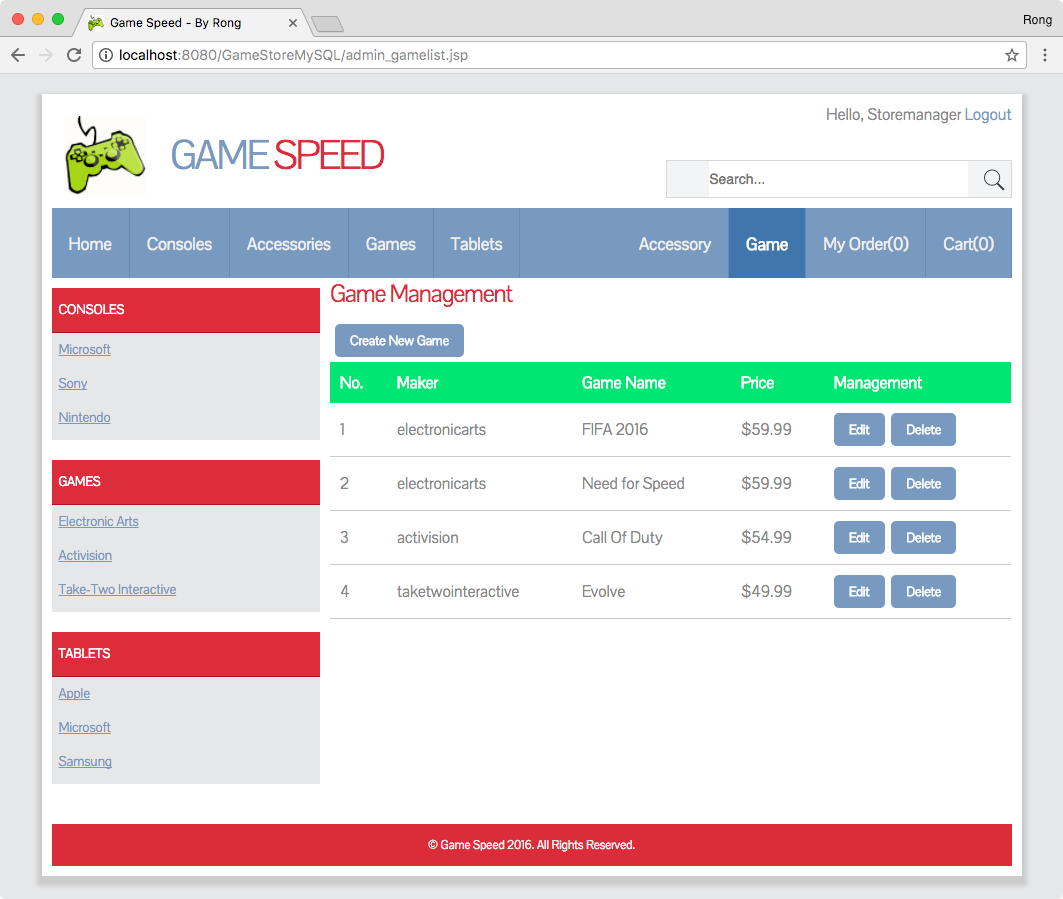 Game Speed - By Rong
Rong
localhost:8080/GameStoreMySQL/admin_gamelist.jsp
Hello, Storemanager Logout
GAME SPEED
Search...
Home Consoles Accessories Games Tablets Accessory Game My Order(0) Cart(0)
CONSOLES
Microsoft
Sony
Nintendo
GAMES
Electronic Arts
Activision
Take-Two Interactive
TABLETS
Apple
Microsoft
Samsung
Game Management
Create New Game
No. Maker Game Name Price Management
1 electronicarts FIFA 2016 $59.99 Edit Delete
2 electronicarts Need for Speed $59.99 Edit Delete
3 activision Call Of Duty $54.99 Edit Delete
4 taketwointeractive Evolve $49.99 Edit Delete
© Game Speed 2016. All Rights Reserved.